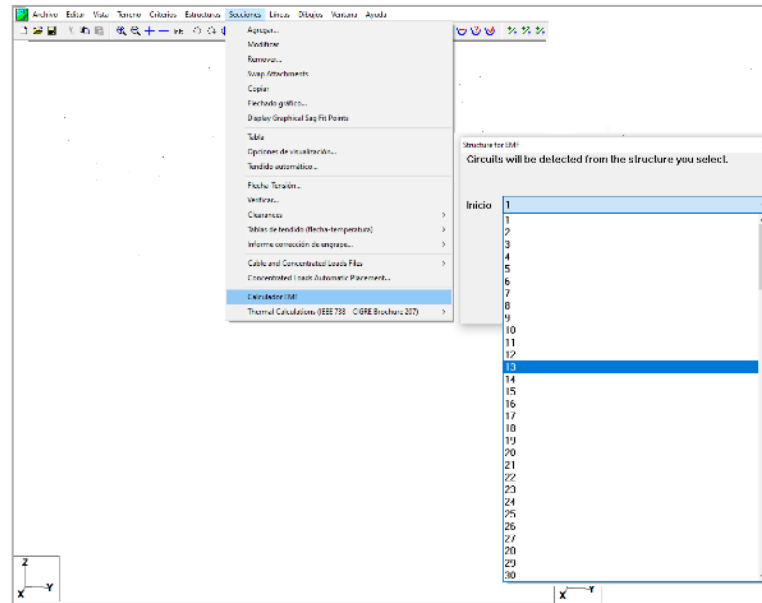 Archivo Editar Vista Terreno Criterios Estructuras Secciones Líneas Dibujos Ventana Ayuda
Agregar...
Modificar
Remover...
Swap Attachments
Copiar
Flechado gráfico...
Display Graphical Sag Fit Points
Tabla
Opciones de visualización...
Tendido automático...
Flecha Tensión...
Verificar...
Clearances
Tablas de tendido (flecha-temperatura)
Informe corrección de engrape...
Cable and Concentrated Loads Files
Concentrated Loads Automatic Placement...
Calculador EMF
Thermal Calculations (IEEE 738 - CIGRE Brochure 207)
Structure for EMF
Circuits will be detected from the structure you select.
Inicio 1
1
2
3
4
5
6
7
8
9
10
11
12
13
14
15
16
17
18
19
20
21
22
23
24
25
26
27
28
29
30
Z
X Y
X Y